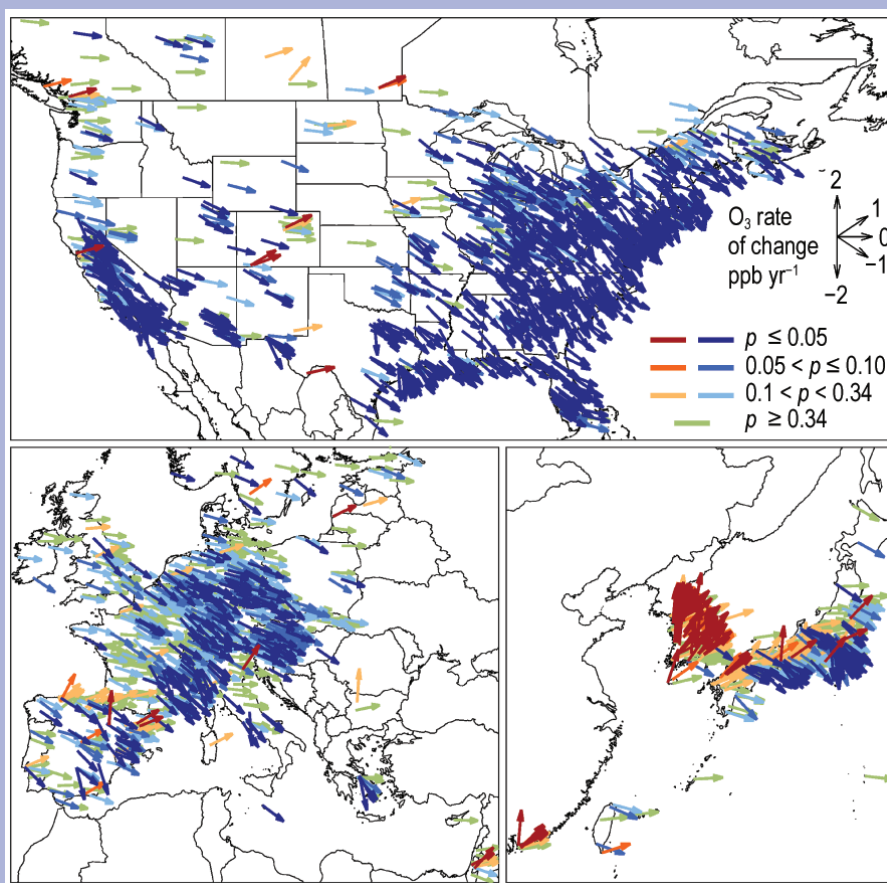 2
1
O₃ rate
of change
ppb yr⁻¹
0
−1
−2
p ≤ 0.05
0.05 < p ≤ 0.10
0.1 < p < 0.34
p ≥ 0.34